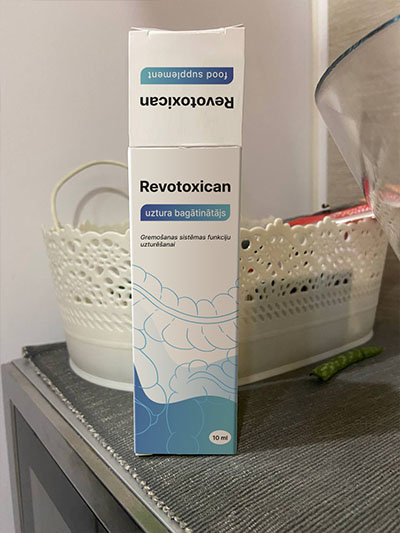 food supplement
Revotoxican
Revotoxican
uztura bagātinātājs
Gremošanas sistēmas funkciju
uzturēšanai
10 ml